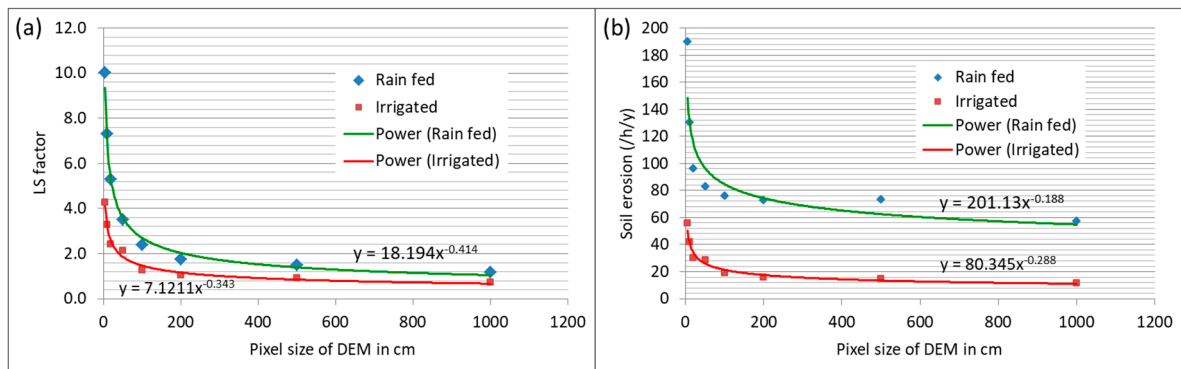 (a)
12.0
10.0
8.0
6.0
4.0
2.0
0.0
LS factor
Rain fed
Irrigated
Power (Rain fed)
Power (Irrigated)
y = 18.194x-0.414
y = 7.1211x-0.343
0 200 400 600 800 1000 1200
Pixel size of DEM in cm
(b)
200
180
160
140
120
100
80
60
40
20
0
Soil erosion (/h/y)
Rain fed
Irrigated
Power (Rain fed)
Power (Irrigated)
y = 201.13x-0.188
y = 80.345x-0.288
0 200 400 600 800 1000 1200
Pixel size of DEM in cm